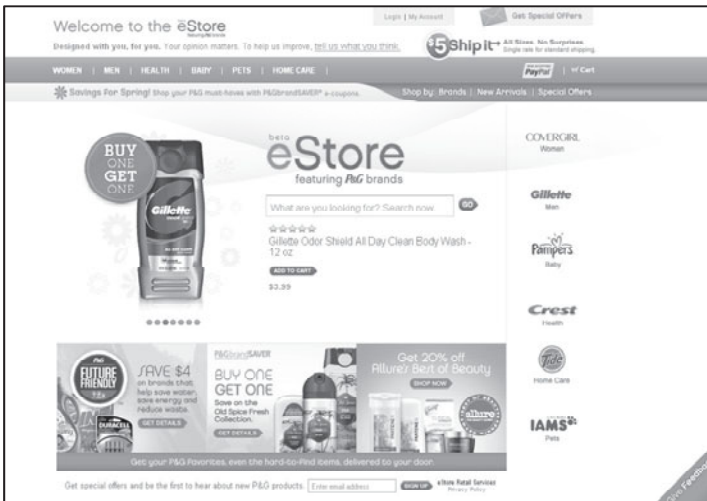 Welcome to the eStore
Login | My Account
Get Special Offers
Designed with you, for you. Your opinion matters. To help us improve, tell us what you think.
$5 Ship it
All Store. No Surprises.
Single rate for standard shipping
WOMEN | MEN | HEALTH | BABY | PETS | HOME CARE |
PayPal
Cart
Savings For Spring! Shop your P&G must-haves with P&GbrandSAVER® e-coupons.
Shop by: Brands | New Arrivals | Special Offers
BUY
ONE
GET
ONE
Gillette
beta
eStore
featuring P&G brands
What are you looking for? Search now
GO
Gillette Odor Shield All Day Clean Body Wash -
12 oz
ADD TO CART
$3.99
COVERGIRL
Women
Gillette
Men
Pampers
Baby
Crest
Health
Tide
Home Care
IAMS
Pets
P&G
FUTURE
FRIENDLY
SAVE $4
on brands that
help save water,
save energy and
reduce waste.
GET DETAILS
DURACELL
P&GbrandSAVER
BUY ONE
GET ONE
Save on the
Old Spice Fresh
Collection.
GET DETAILS
Get 20% off
Allure's Best of Beauty
SHOP NOW
allure
Get your P&G Favorites, even the hard-to-find items, delivered to your door.
Get special offers and be the first to hear about new P&G products:
Enter email address
SIGN UP
eStore Retail Services
Privacy Policy
Give Feedback